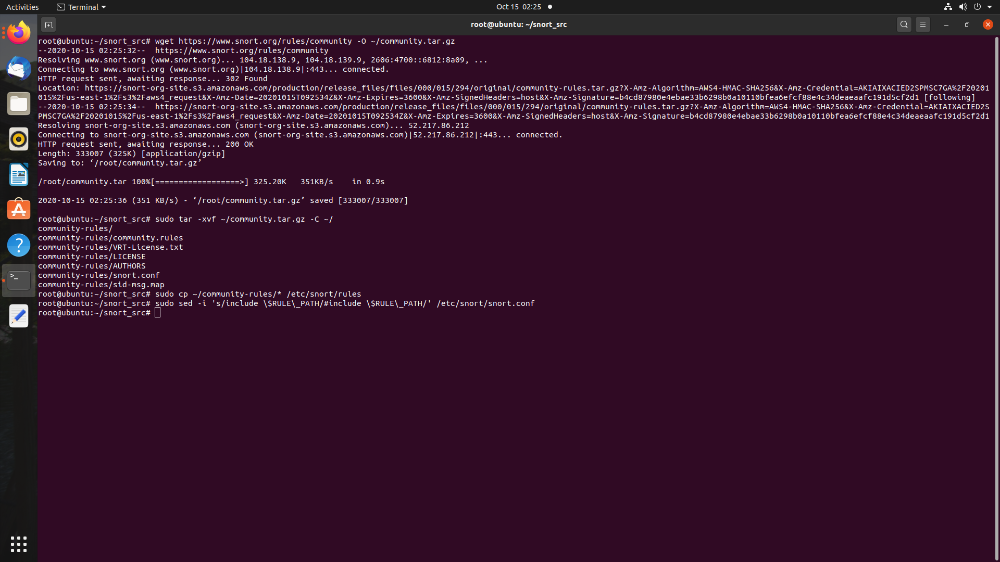 Activities
Terminal
Oct 15 02:25
root@ubuntu: ~/snort_src
root@ubuntu:~/snort_src# wget https://www.snort.org/rules/community -O ~/community.tar.gz
--2020-10-15 02:25:32--  https://www.snort.org/rules/community
Resolving www.snort.org (www.snort.org)... 104.18.138.9, 104.18.139.9, 2606:4700::6812:8a09, ...
Connecting to www.snort.org (www.snort.org)|104.18.138.9|:443... connected.
HTTP request sent, awaiting response... 302 Found
Location: https://snort-org-site.s3.amazonaws.com/production/release_files/files/000/015/294/original/community-rules.tar.gz?X-Amz-Algorithm=AWS4-HMAC-SHA256&X-Amz-Credential=AKIAIXACIED2SPMSC7GA%2F20201
015%2Fus-east-1%2Fs3%2Faws4_request&X-Amz-Date=20201015T092534Z&X-Amz-Expires=3600&X-Amz-SignedHeaders=host&X-Amz-Signature=b4cd87980e4ebae33b6298b0a10110bfea6efcf88e4c34deaeaafc191d5cf2d1 [following]
--2020-10-15 02:25:34--  https://snort-org-site.s3.amazonaws.com/production/release_files/files/000/015/294/original/community-rules.tar.gz?X-Amz-Algorithm=AWS4-HMAC-SHA256&X-Amz-Credential=AKIAIXACIED2S
PMSC7GA%2F20201015%2Fus-east-1%2Fs3%2Faws4_request&X-Amz-Date=20201015T092534Z&X-Amz-Expires=3600&X-Amz-SignedHeaders=host&X-Amz-Signature=b4cd87980e4ebae33b6298b0a10110bfea6efcf88e4c34deaeaafc191d5cf2d1
Resolving snort-org-site.s3.amazonaws.com (snort-org-site.s3.amazonaws.com)... 52.217.86.212
Connecting to snort-org-site.s3.amazonaws.com (snort-org-site.s3.amazonaws.com)|52.217.86.212|:443... connected.
HTTP request sent, awaiting response... 200 OK
Length: 333007 (325K) [application/gzip]
Saving to: ‘/root/community.tar.gz’
/root/community.tar 100%[==================>] 325.20K   351KB/s    in 0.9s
2020-10-15 02:25:36 (351 KB/s) - ‘/root/community.tar.gz’ saved [333007/333007]
root@ubuntu:~/snort_src# sudo tar -xvf ~/community.tar.gz -C ~/
community-rules/
community-rules/community.rules
community-rules/VRT-License.txt
community-rules/LICENSE
community-rules/AUTHORS
community-rules/snort.conf
community-rules/sid-msg.map
root@ubuntu:~/snort_src# sudo cp ~/community-rules/* /etc/snort/rules
root@ubuntu:~/snort_src# sudo sed -i 's/include \$RULE\_PATH/#include \$RULE\_PATH/' /etc/snort/snort.conf
root@ubuntu:~/snort_src#